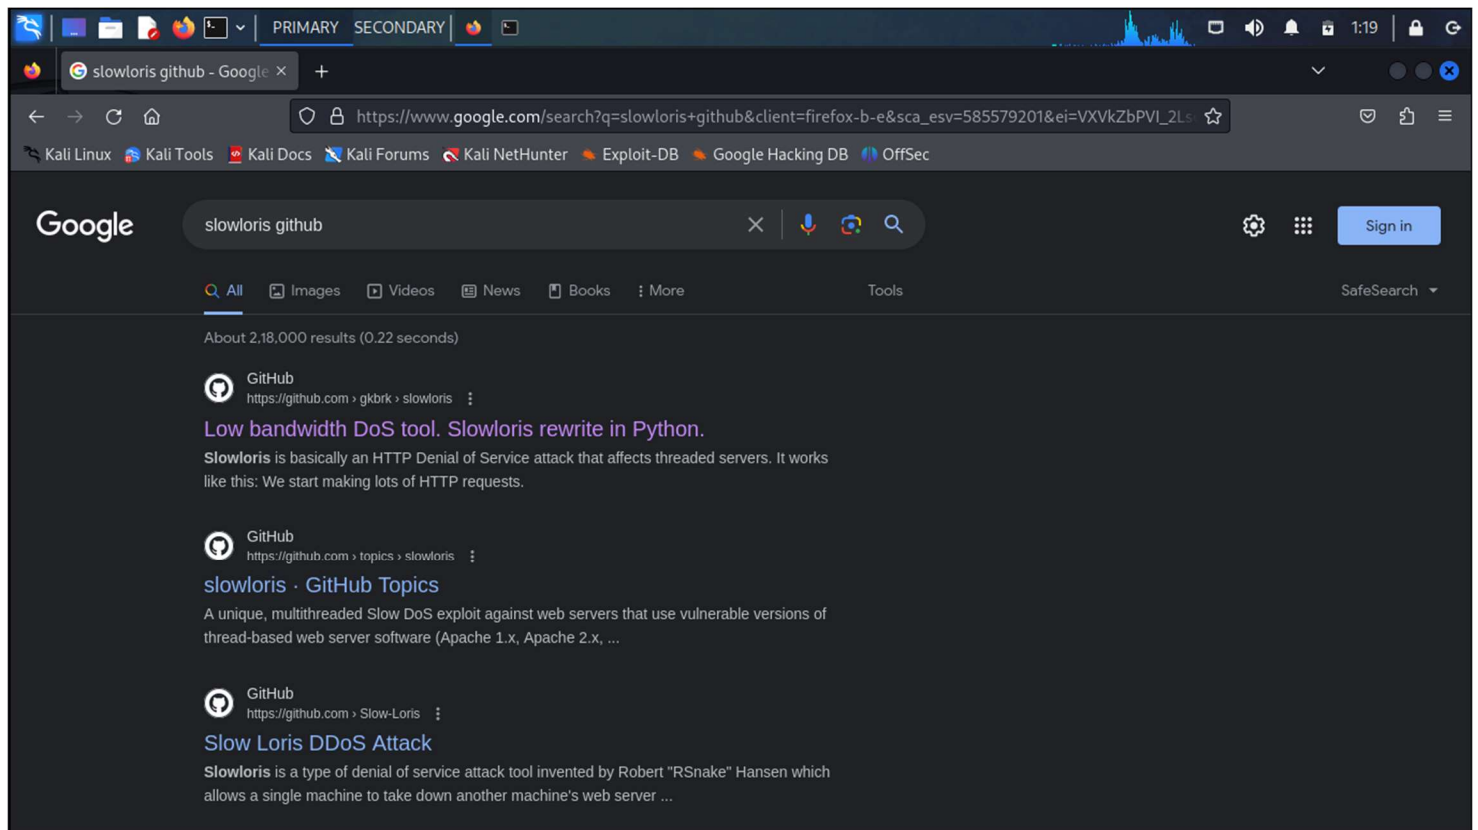 PRIMARY SECONDARY 1:19
slowloris github - Google
https://www.google.com/search?q=slowloris+github&client=firefox-b-e&sca_esv=585579201&ei=VXVkZbPVI_2Ls
Kali Linux Kali Tools Kali Docs Kali Forums Kali NetHunter Exploit-DB Google Hacking DB OffSec
Google slowloris github Sign in
All Images Videos News Books More Tools SafeSearch
About 2,18,000 results (0.22 seconds)
GitHub
https://github.com › gkbrk › slowloris
Low bandwidth DoS tool. Slowloris rewrite in Python.
Slowloris is basically an HTTP Denial of Service attack that affects threaded servers. It works
like this: We start making lots of HTTP requests.
GitHub
https://github.com › topics › slowloris
slowloris · GitHub Topics
A unique, multithreaded Slow DoS exploit against web servers that use vulnerable versions of
thread-based web server software (Apache 1.x, Apache 2.x, ...
GitHub
https://github.com › Slow-Loris
Slow Loris DDoS Attack
Slowloris is a type of denial of service attack tool invented by Robert "RSnake" Hansen which
allows a single machine to take down another machine's web server ...